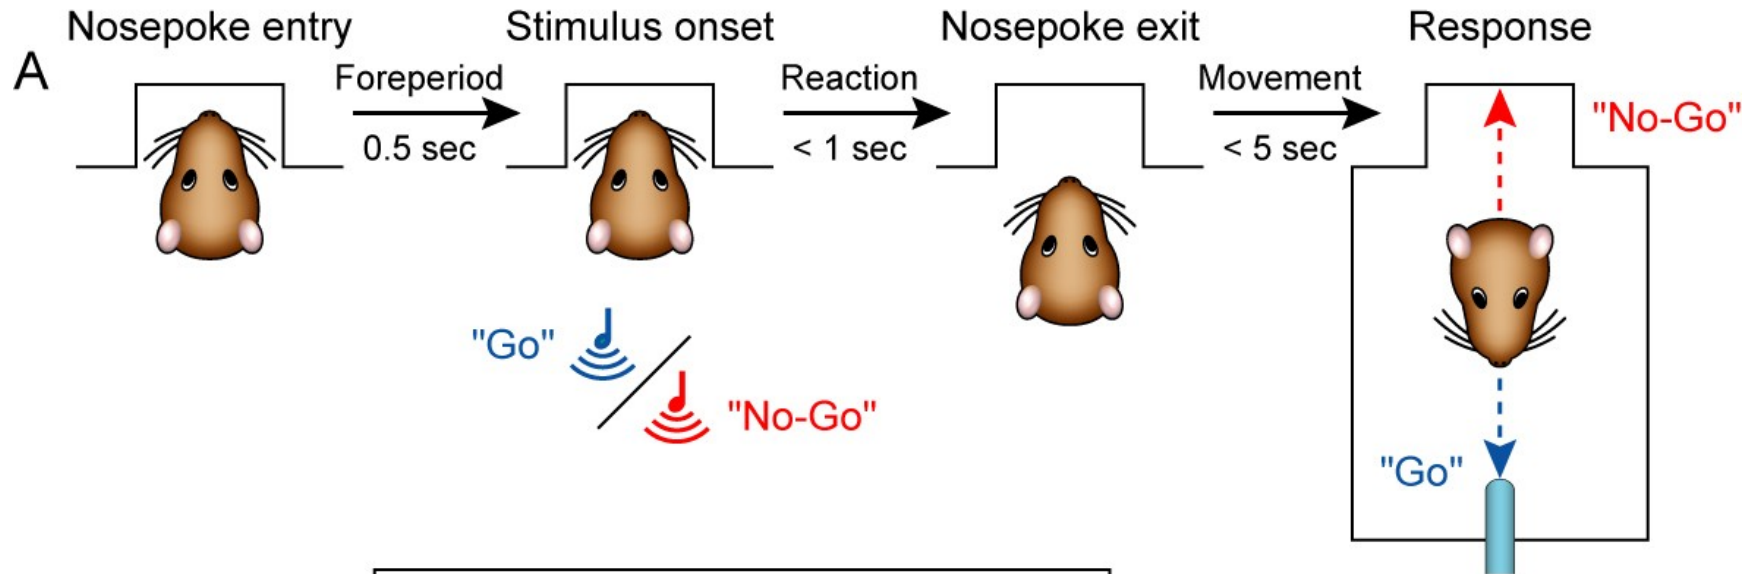 Nosepoke entry
Stimulus onset
Nosepoke exit
Response
A
Foreperiod
0.5 sec
Reaction
< 1 sec
Movement
< 5 sec
"No-Go"
"Go"
"No-Go"
"Go"